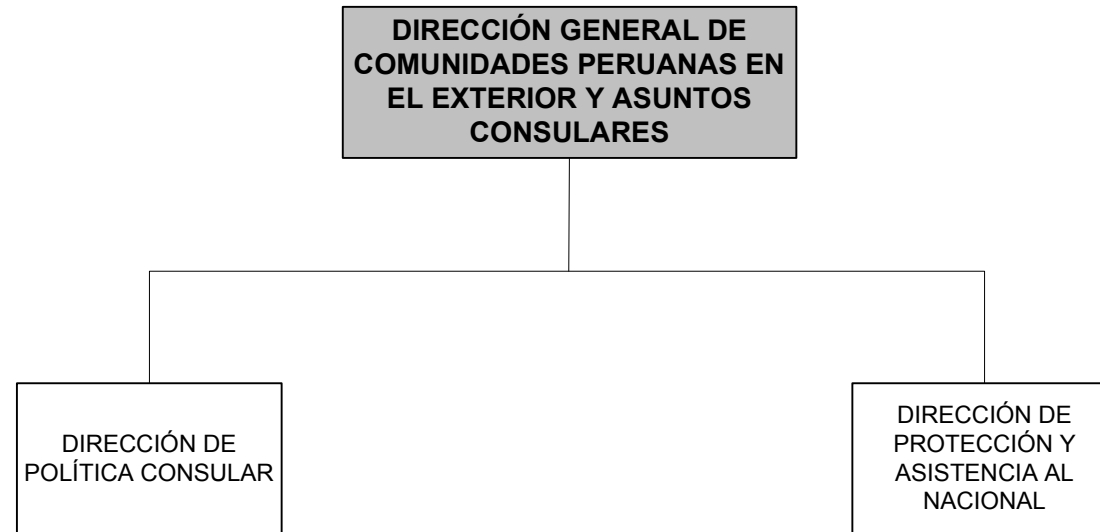 DIRECCIÓN GENERAL DE
COMUNIDADES PERUANAS EN
EL EXTERIOR Y ASUNTOS
CONSULARES
DIRECCIÓN DE
POLÍTICA CONSULAR
DIRECCIÓN DE
PROTECCIÓN Y
ASISTENCIA AL
NACIONAL